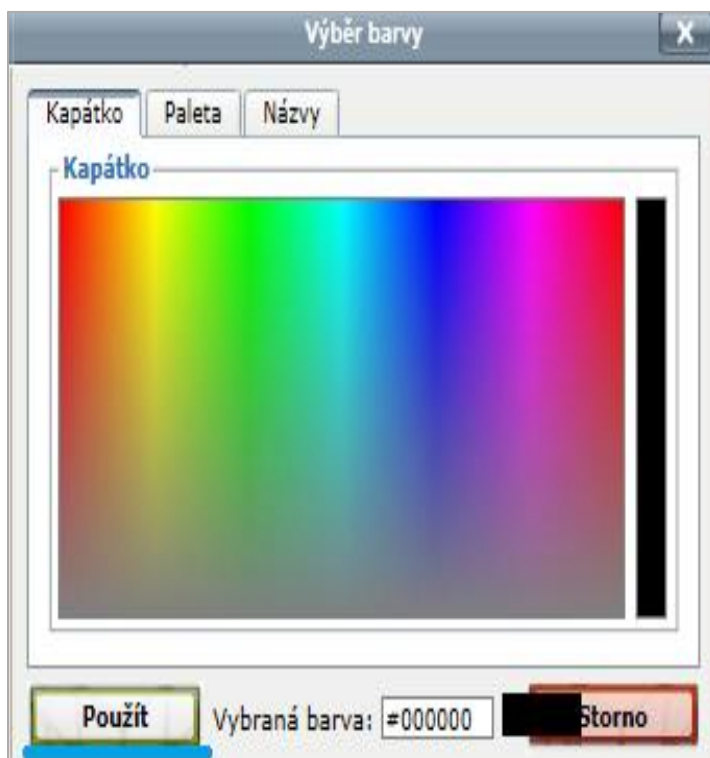 Výběr barvy X
Kapátko Paleta Názvy
Kapátko
Použít Vybraná barva: #000000 Storno